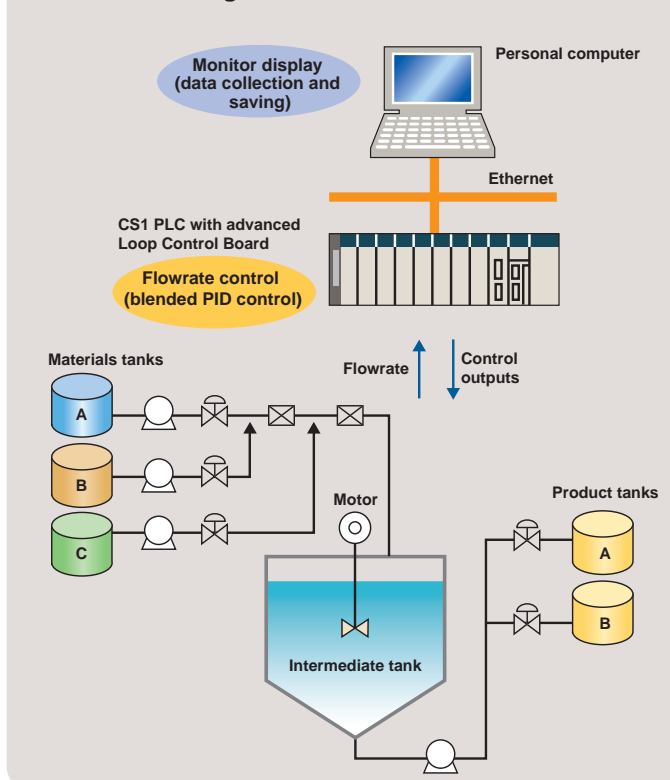 Monitor display
(data collection and
saving)
Personal computer
Ethernet
CS1 PLC with advanced
Loop Control Board
Flowrate control
(blended PID control)
Flowrate
Control
outputs
Materials tanks
A
B
C
Motor
Product tanks
A
B
Intermediate tank